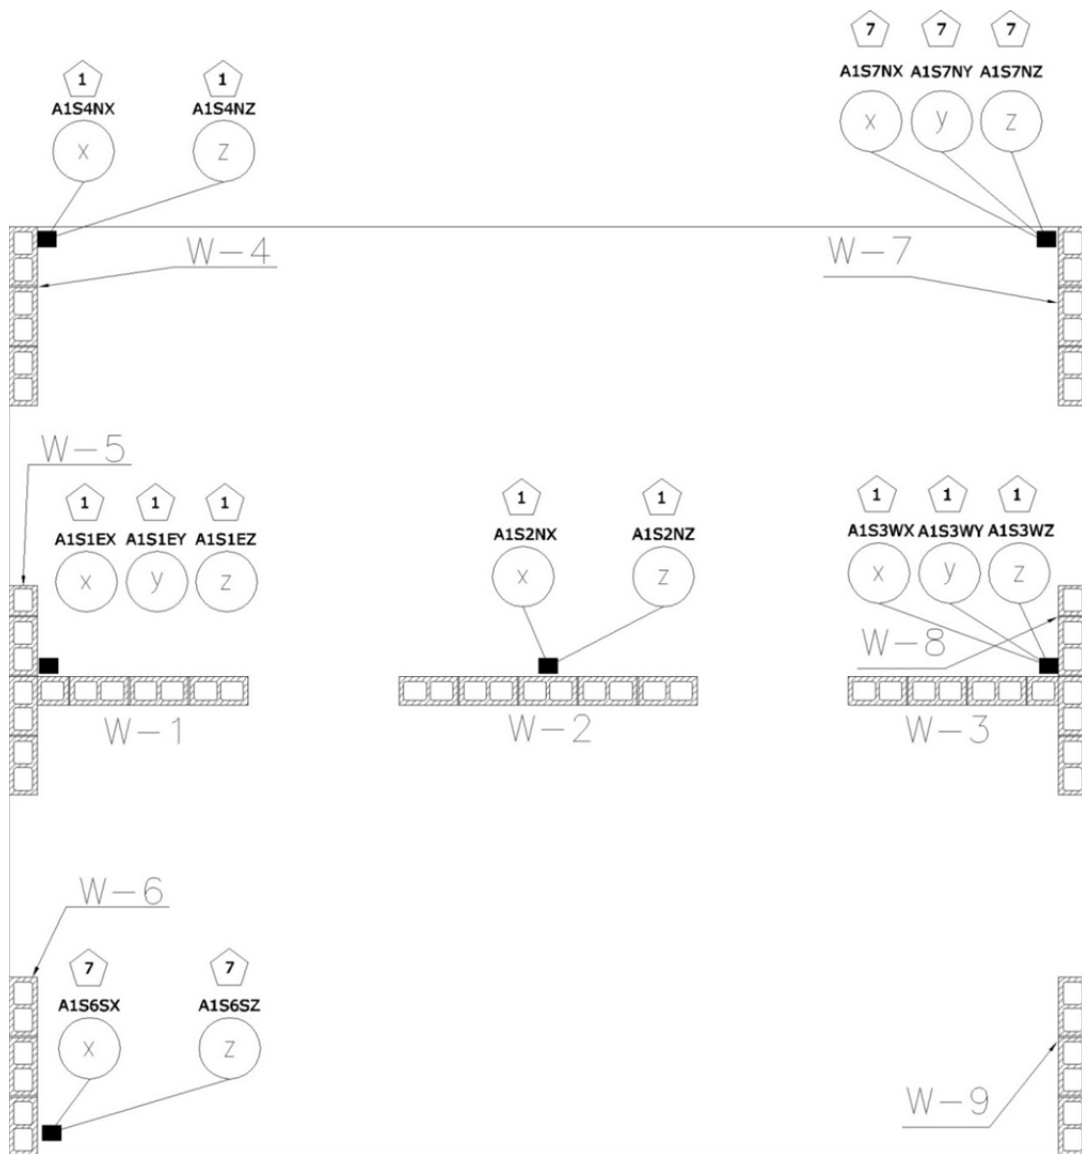 7 7 7
A1S7NX A1S7NY A1S7NZ
x y z
1 1
A1S4NX A1S4NZ
x z
W-4
W-7
W-5
1 1 1
A1S1EX A1S1EY A1S1EZ
x y z
1 1
A1S2NX A1S2NZ
x z
1 1 1
A1S3WX A1S3WY A1S3WZ
x y z
W-8
W-1
W-2
W-3
W-6
7 7
A1S6SX A1S6SZ
x z
W-9